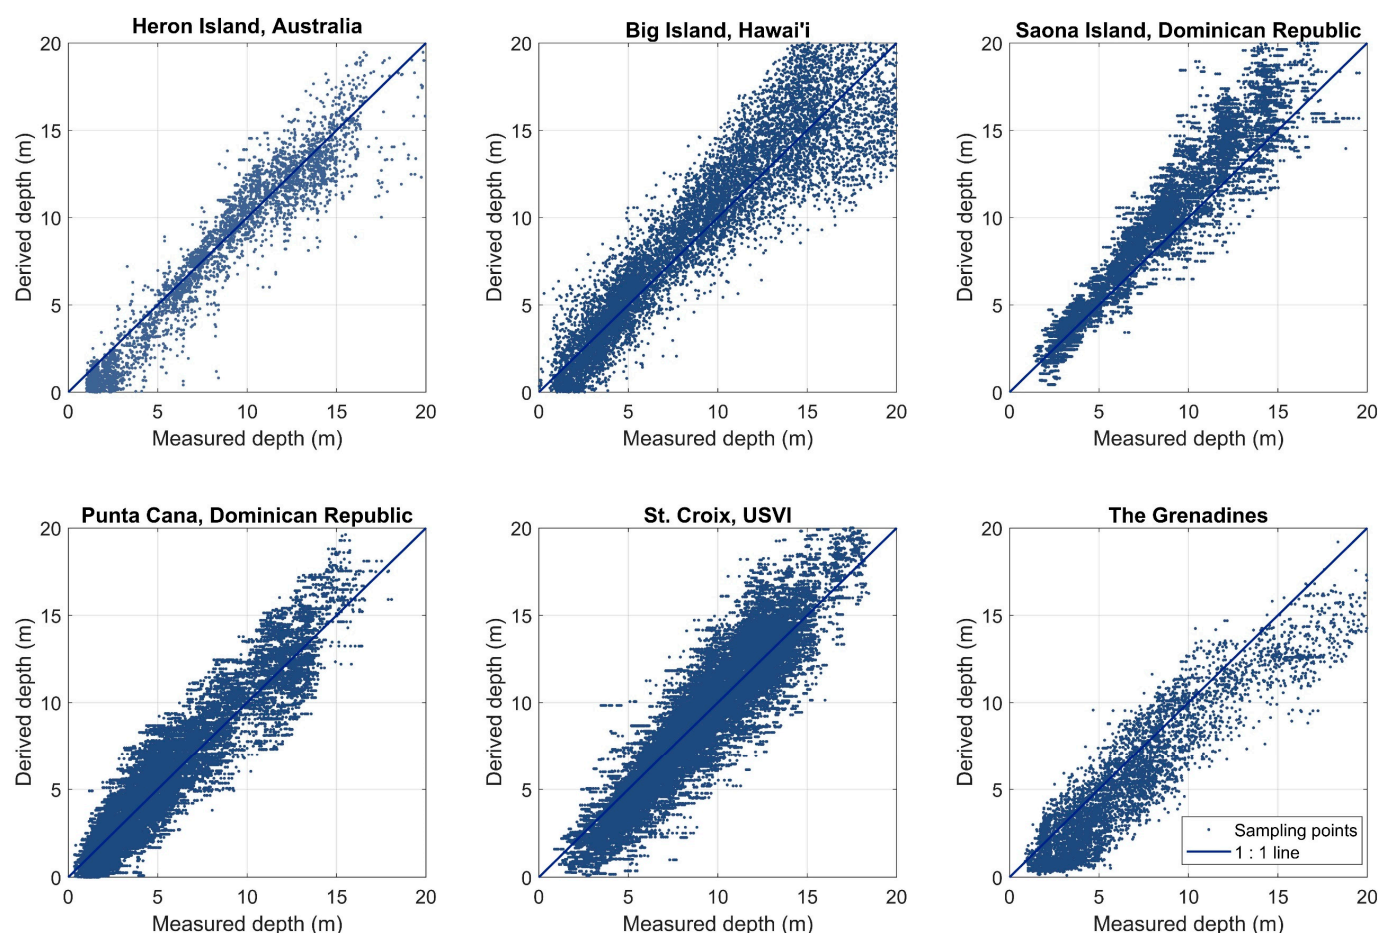 Heron Island, Australia
20
15
10
5
0
0 5 10 15 20
Derived depth (m)
Measured depth (m)
Big Island, Hawai'i
20
15
10
5
0
0 5 10 15 20
Derived depth (m)
Measured depth (m)
Saona Island, Dominican Republic
20
15
10
5
0
0 5 10 15 20
Derived depth (m)
Measured depth (m)
Punta Cana, Dominican Republic
20
15
10
5
0
0 5 10 15 20
Derived depth (m)
Measured depth (m)
St. Croix, USVI
20
15
10
5
0
0 5 10 15 20
Derived depth (m)
Measured depth (m)
The Grenadines
20
15
10
5
0
0 5 10 15 20
Derived depth (m)
Measured depth (m)
Sampling points
1 : 1 line